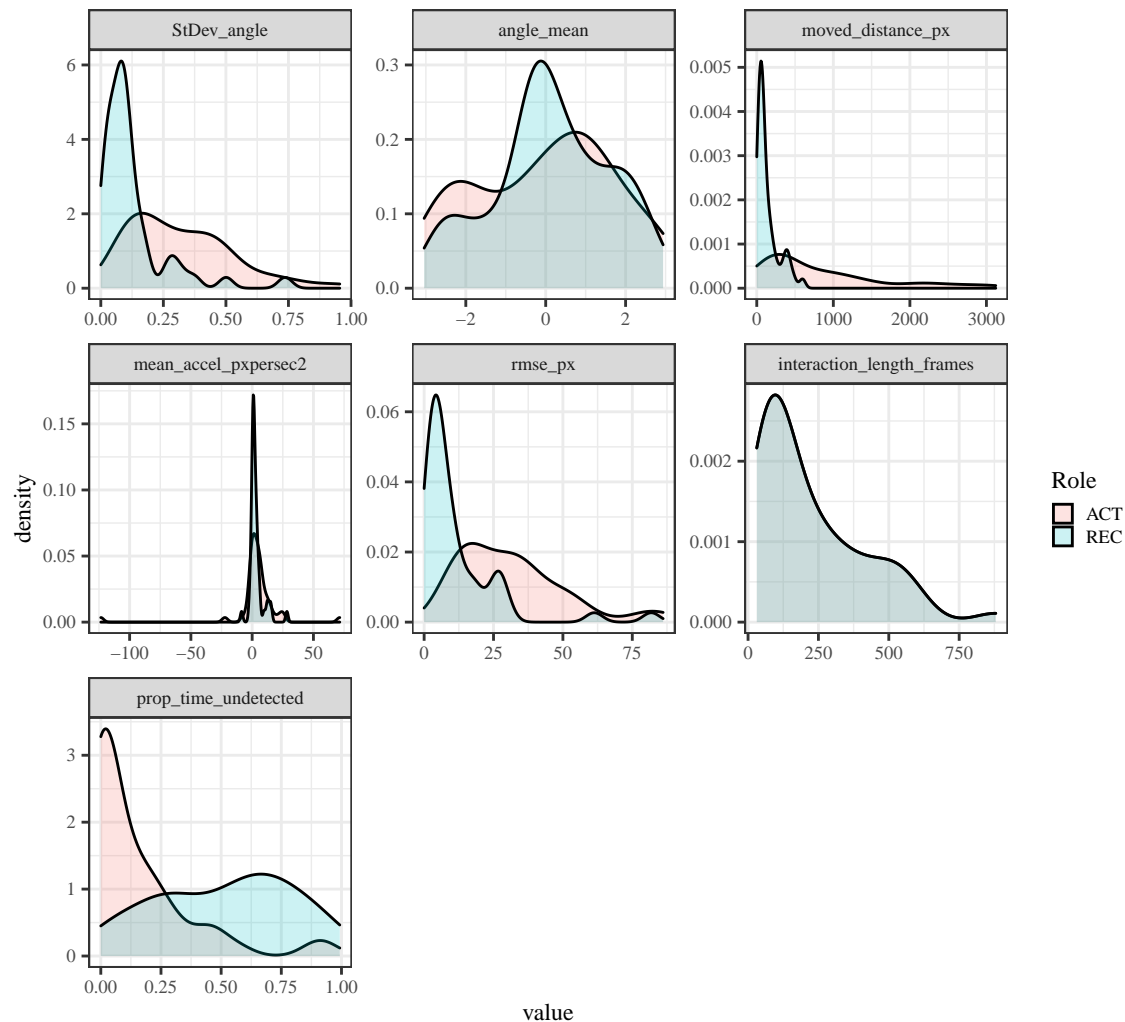 StDev_angle
angle_mean
moved_distance_px
6
4
2
0
0.00 0.25 0.50 0.75 1.00
0.3
0.2
0.1
0.0
−2 0 2
0.005
0.004
0.003
0.002
0.001
0.000
0 1000 2000 3000
mean_accel_pxpersec2
rmse_px
interaction_length_frames
0.15
0.10
0.05
0.00
−100 −50 0 50
0.06
0.04
0.02
0.00
0 25 50 75
0.002
0.001
0.000
0 250 500 750
density
Role
ACT
REC
prop_time_undetected
3
2
1
0
0.00 0.25 0.50 0.75 1.00
value